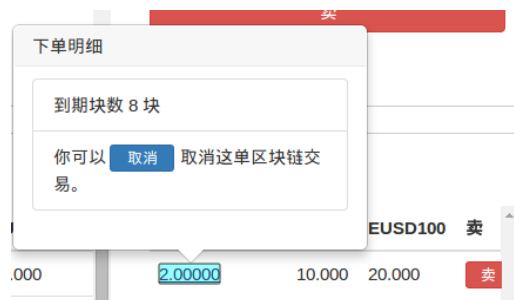 卖
下单明细
到期块数 8 块
你可以 取消 取消这单区块链交
易。
EUSD100 卖
.000 2.00000 10.000 20.000 卖